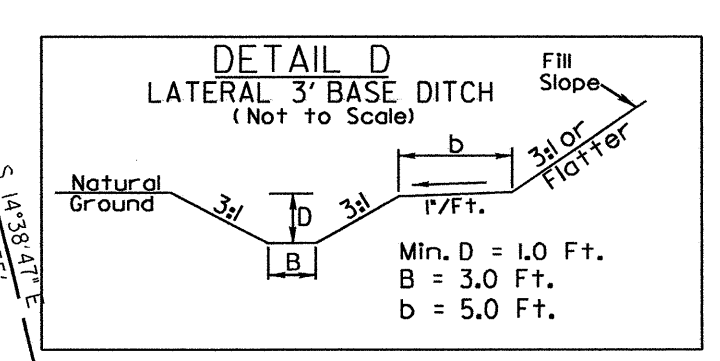 DETAIL D
LATERAL 3' BASE DITCH
(Not to Scale)
Fill
Slope
b
3:1 or
Flatter
Natural
Ground
3:1
D
3:1
1"/Ft.
B
Min. D = 1.0 Ft.
B = 3.0 Ft.
b = 5.0 Ft.
S 14°38'47" E